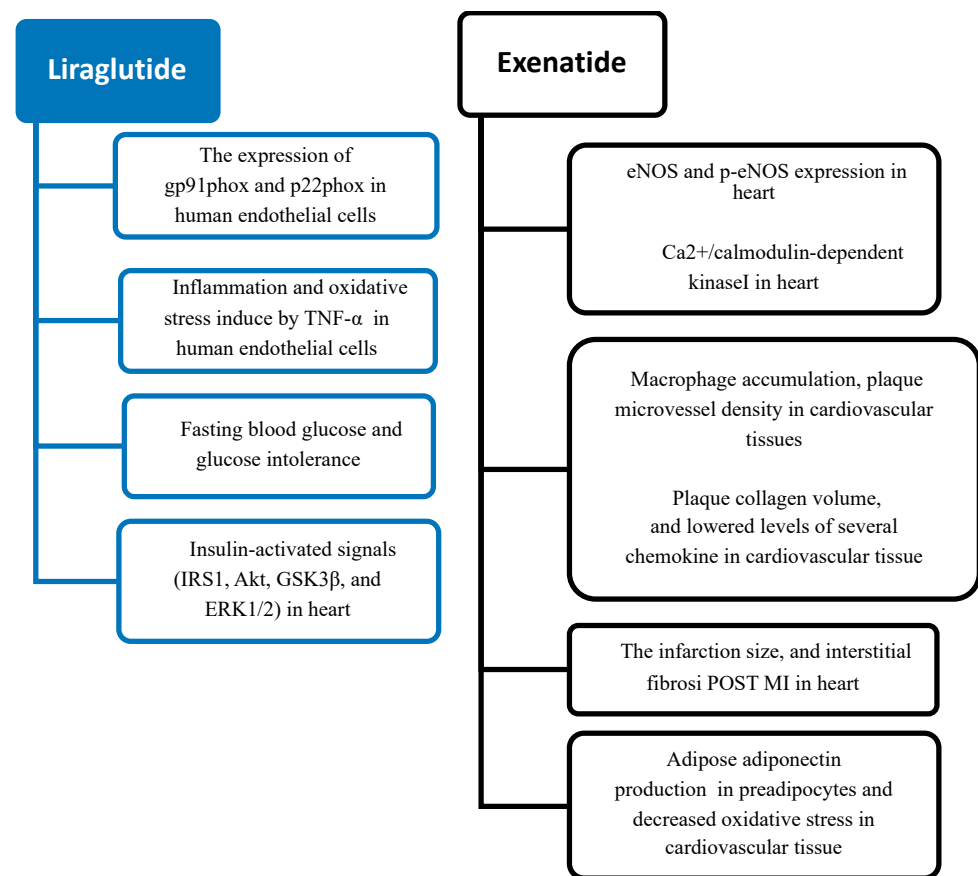 Liraglutide
The expression of
gp91phox and p22phox in
human endothelial cells
Inflammation and oxidative
stress induce by TNF-α in
human endothelial cells
Fasting blood glucose and
glucose intolerance
Insulin-activated signals
(IRS1, Akt, GSK3β, and
ERK1/2) in heart
Exenatide
eNOS and p-eNOS expression in
heart
Ca2+/calmodulin-dependent
kinaseI in heart
Macrophage accumulation, plaque
microvessel density in cardiovascular
tissues
Plaque collagen volume,
and lowered levels of several
chemokine in cardiovascular tissue
The infarction size, and interstitial
fibrosi POST MI in heart
Adipose adiponectin
production in preadipocytes and
decreased oxidative stress in
cardiovascular tissue